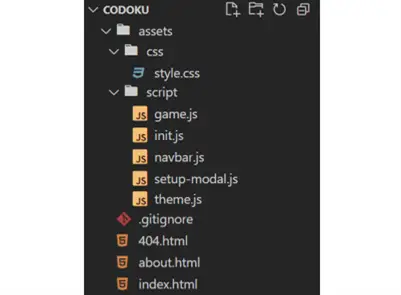 CODOKU
assets
css
style.css
script
JS game.js
JS init.js
JS navbar.js
JS setup-modal.js
JS theme.js
.gitignore
404.html
about.html
index.html